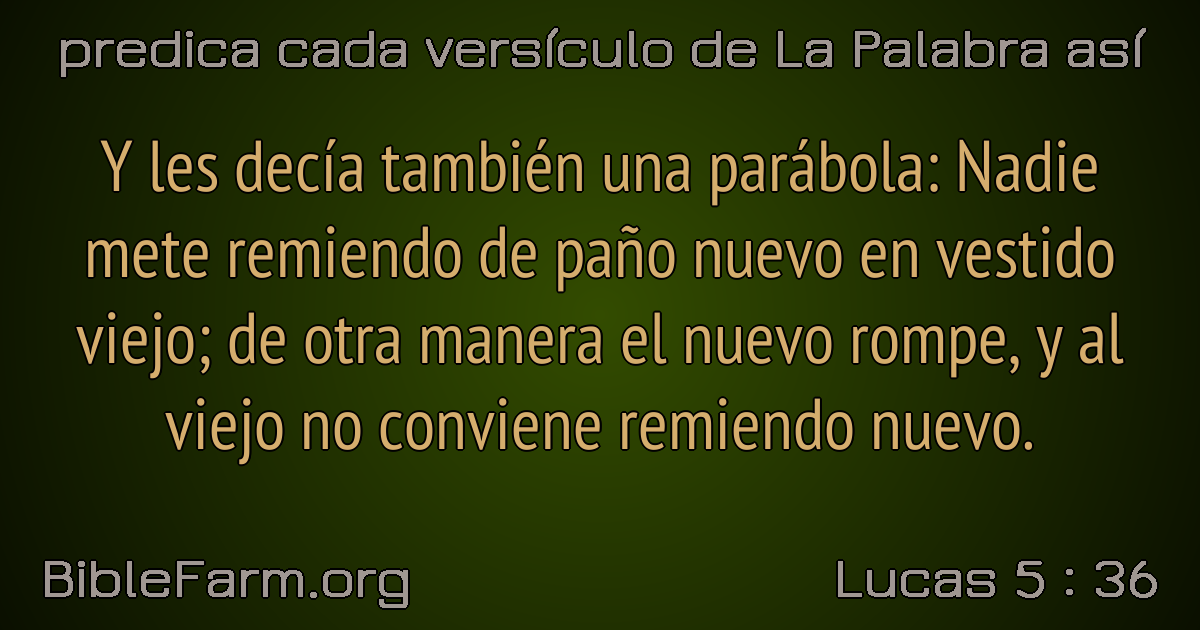 predica cada versículo de La Palabra así
Y les decía también una parábola: Nadie
mete remiendo de paño nuevo en vestido
viejo; de otra manera el nuevo rompe, y al
viejo no conviene remiendo nuevo.
BibleFarm.org
Lucas 5 : 36